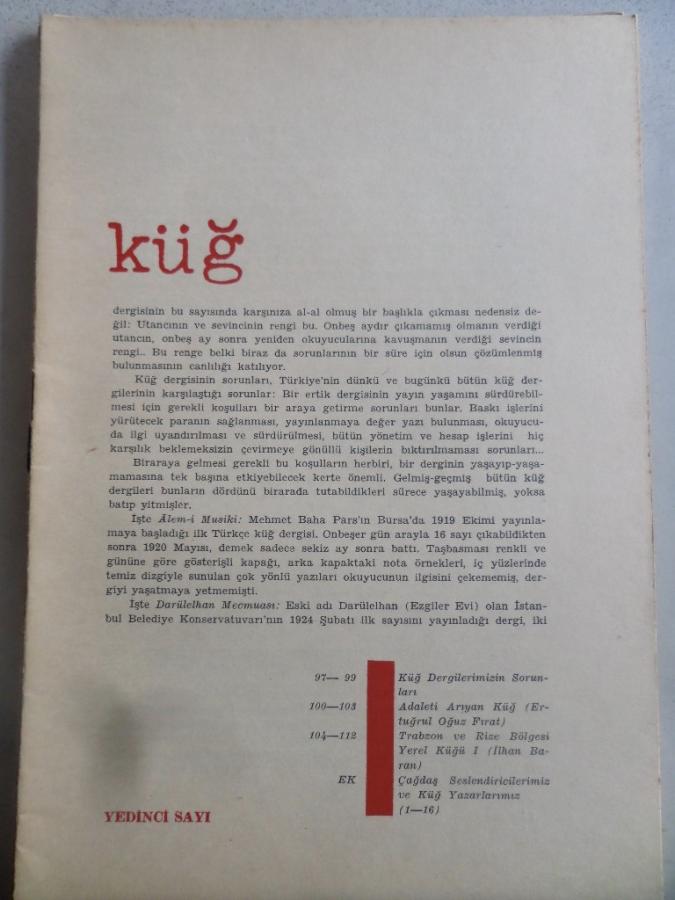 küğ
dergisinin bu sayısında karşınıza al-al olmuş bir başlıkla çıkması nedensiz de-
ğil: Utancının ve sevincinin rengi bu. Onbeş aydır çıkamamış olmanın verdiği
utancın, onbeş ay sonra yeniden okuyucularına kavuşmanın verdiği sevincin
rengi.. Bu renge belki biraz da sorunlarının bir süre için olsun çözümlenmiş
bulunmasının canlılığı katılıyor.
Küğ dergisinin sorunları, Türkiye'nin dünkü ve bugünkü bütün küğ der-
gilerinin karşılaştığı sorunlar: Bir ertik dergisinin yayın yaşamını sürdürebil-
mesi için gerekli koşulları bir araya getirme sorunları bunlar. Baskı işlerini
yürütecek paranın sağlanması, yayınlanmaya değer yazı bulunması, okuyucu-
da ilgi uyandırılması ve sürdürülmesi, bütün yönetim ve hesap işlerini hiç
karşılık beklemeksizin çevirmeye gönüllü kişilerin bıktırılmaması sorunları...
Biraraya gelmesi gerekli bu koşulların herbiri, bir derginin yaşayıp-yaşa-
mamasına tek başına etkiyebilecek kerte önemli. Gelmiş-geçmiş bütün küğ
dergileri bunların dördünü birarada tutabildikleri sürece yaşayabilmiş, yoksa
batıp yitmişler.
İşte Âlem-i Musiki: Mehmet Baha Pars'ın Bursa'da 1919 Ekimi yayınla-
maya başladığı ilk Türkçe küğ dergisi. Onbeşer gün arayla 16 sayı çıkabildikten
sonra 1920 Mayısı, demek sadece sekiz ay sonra battı. Taşbasması renkli ve
gününe göre gösterişli kapağı, arka kapaktaki nota örnekleri, iç yüzlerinde
temiz dizgiyle sunulan çok yönlü yazıları okuyucunun ilgisini çekememiş, der-
giyi yaşatmaya yetmemişti.
İşte Darülelhan Mecmuası: Eski adı Darülelhan (Ezgiler Evi) olan İstan-
bul Belediye Konservatuvarı'nın 1924 Şubatı ilk sayısını yayınladığı dergi, iki
97— 99 Küğ Dergilerimizin Sorun-
ları
100—103 Adaleti Arıyan Küğ (Er-
tuğrul Oğuz Fırat)
104—112 Trabzon ve Rize Bölgesi
Yerel Küğü I (İlhan Ba-
ran)
EK Çağdaş Seslendiricilerimiz
ve Küğ Yazarlarımız
(1—16)
YEDİNCİ SAYI